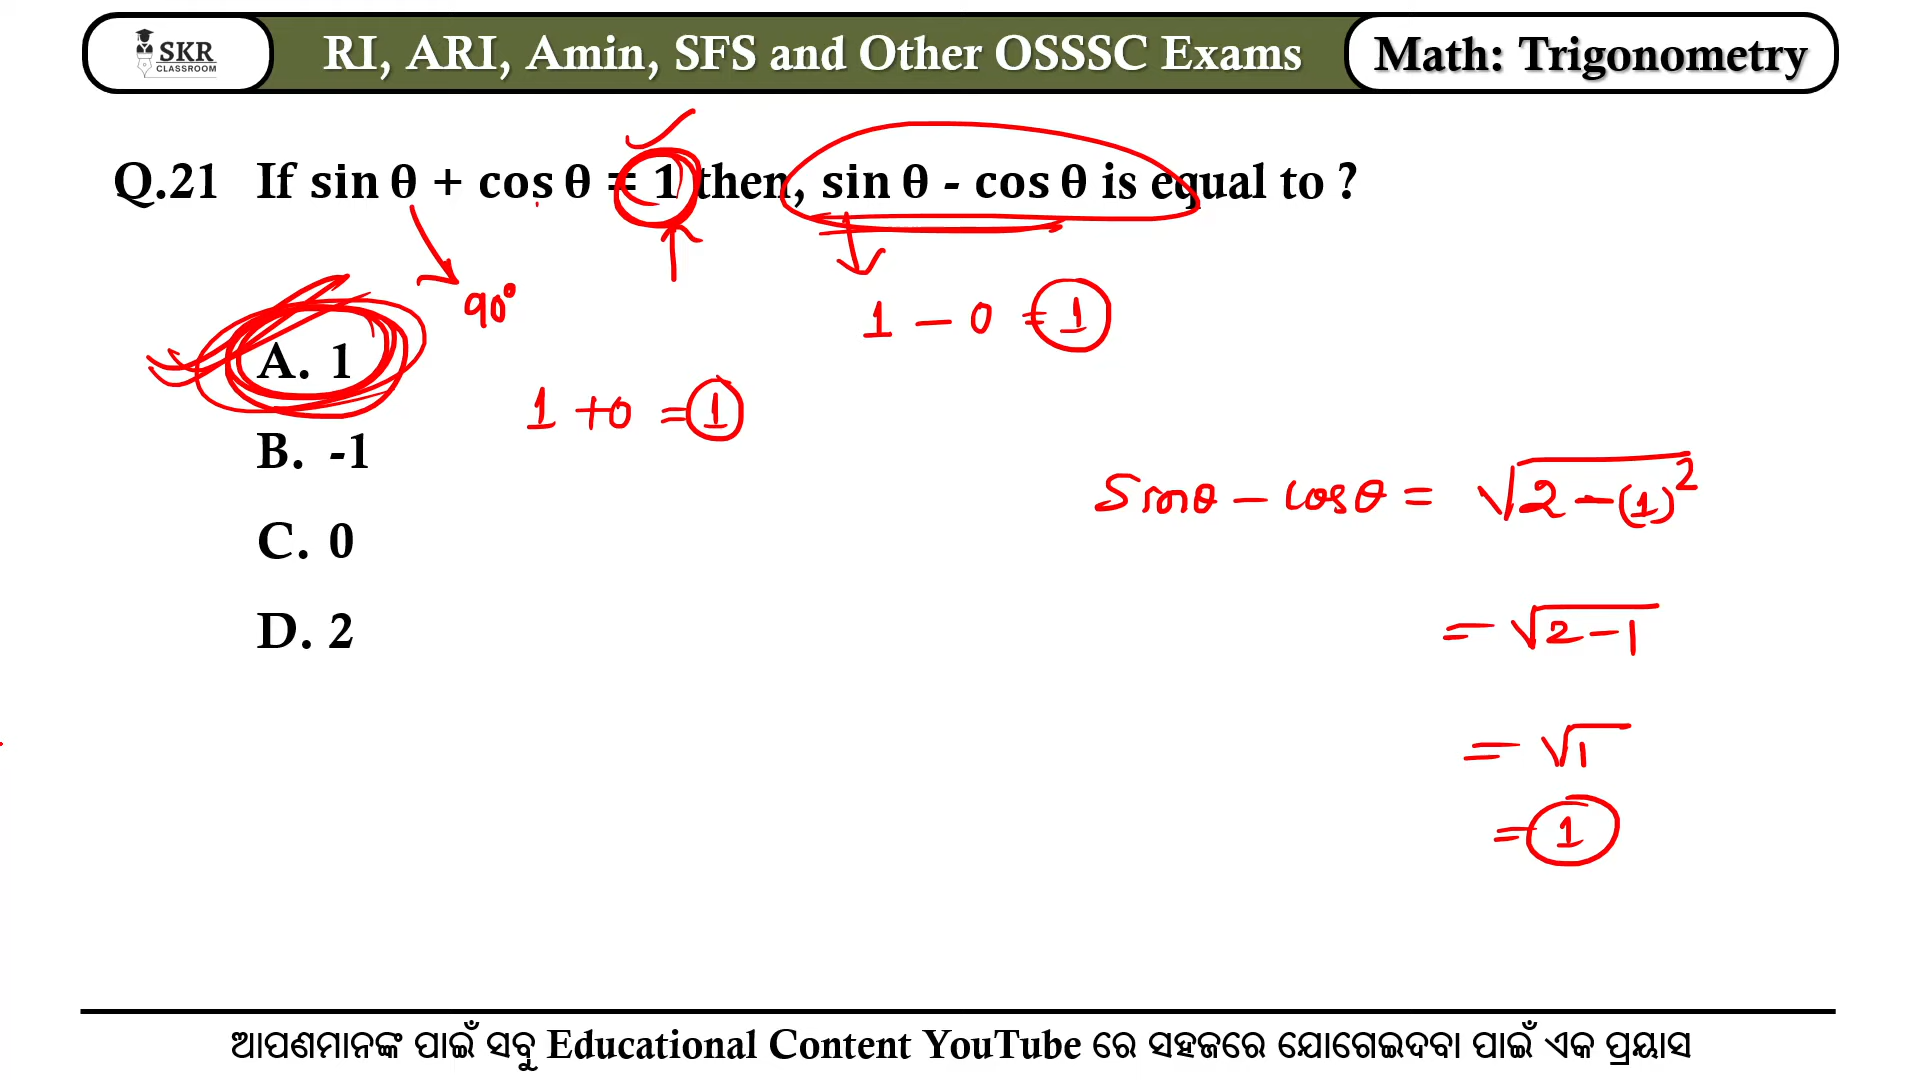 SKR
CLASSROOM
RI, ARI, Amin, SFS and Other OSSSC Exams
Math: Trigonometry
Q.21 If sin θ + cos θ = 1 then, sin θ - cos θ is equal to ?
90°
1 - 0 = 1
A. 1
1 + 0 = 1
B. -1
sinθ - cosθ = √2 - (1)²
C. 0
D. 2
= √2 - 1
= √1
= 1
ଆପଣମାନଙ୍କ ପାଇଁ ସବୁ Educational Content YouTube ରେ ସହଜରେ ଯୋଗେଇଦବା ପାଇଁ ଏକ ପ୍ରୟାସ